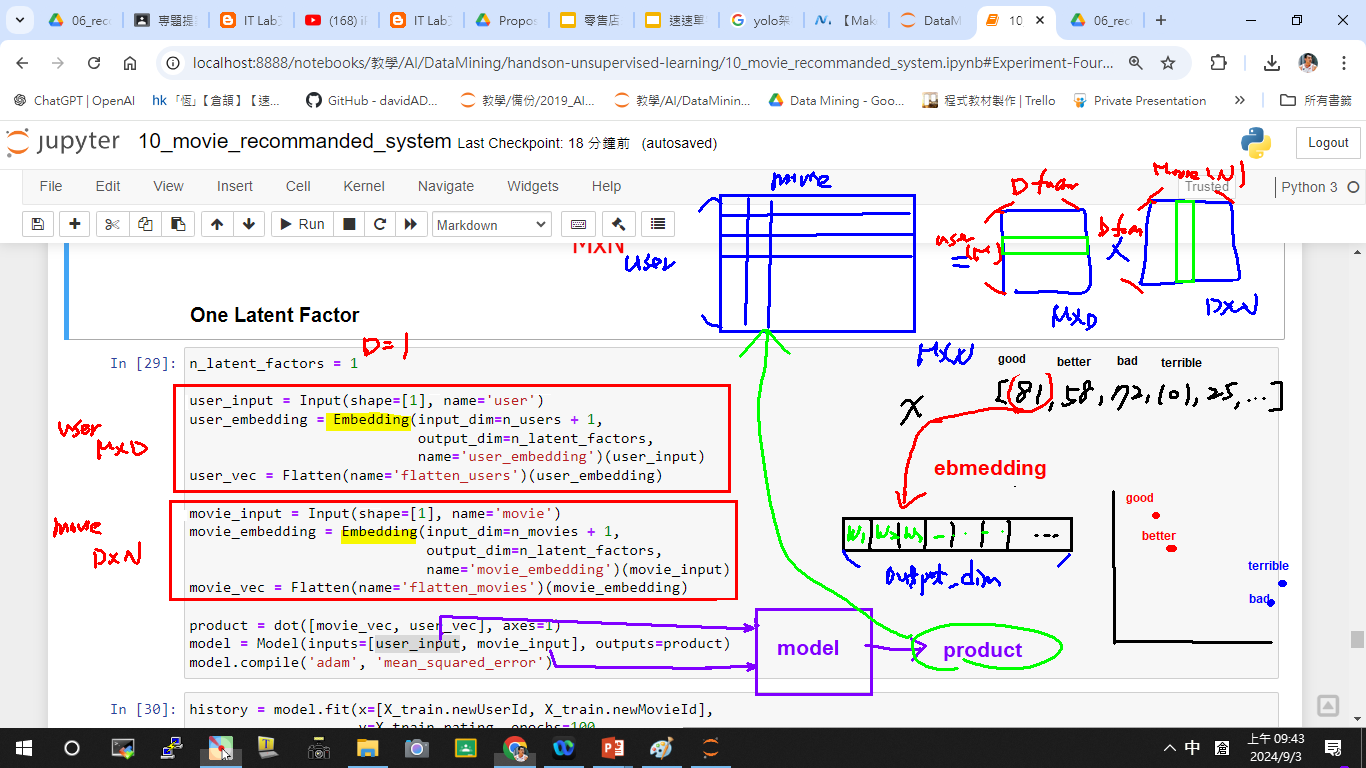 06_rec
專題提
IT Lab
(168) i
IT Lab
Propos
零售店
速速單
yolo架
【Mak
DataM
10
06_rec
localhost:8888/notebooks/教學/AI/DataMining/handson-unsupervised-learning/10_movie_recommanded_system.ipynb#Experiment-Four...
ChatGPT | OpenAI
hk「恆」【倉頡】【速...
GitHub - davidAD...
教學/備份/2019_AI...
教學/AI/DataMinin...
Data Mining - Goo...
程式教材製作 | Trello
Private Presentation
»
所有書籤
jupyter 10_movie_recommanded_system Last Checkpoint: 18 分鐘前 (autosaved)
Logout
File Edit View Insert Cell Kernel Navigate Widgets Help
Trusted
Python 3
Run
Markdown
movie
D factor
Movie (N)
MXN
user
user (M)
D fam
X
MXD
DXN
MXN
One Latent Factor
D=1
In [29]:
n_latent_factors = 1
user_input = Input(shape=[1], name='user')
user_embedding = Embedding(input_dim=n_users + 1,
output_dim=n_latent_factors,
name='user_embedding')(user_input)
user_vec = Flatten(name='flatten_users')(user_embedding)
movie_input = Input(shape=[1], name='movie')
movie_embedding = Embedding(input_dim=n_movies + 1,
output_dim=n_latent_factors,
name='movie_embedding')(movie_input)
movie_vec = Flatten(name='flatten_movies')(movie_embedding)
product = dot([movie_vec, user_vec], axes=1)
model = Model(inputs=[user_input, movie_input], outputs=product)
model.compile('adam', 'mean_squared_error')
user
MXD
movie
DXN
good better bad terrible
X [81, 58, 72, 101, 25, ...]
ebmedding
W1 W2 W3 ...
output_dim
good
better
terrible
bad
model
product
In [30]:
history = model.fit(x=[X_train.newUserId, X_train.newMovieId],
y=X_train.rating, epochs=100,
中
倉
上午 09:43
2024/9/3